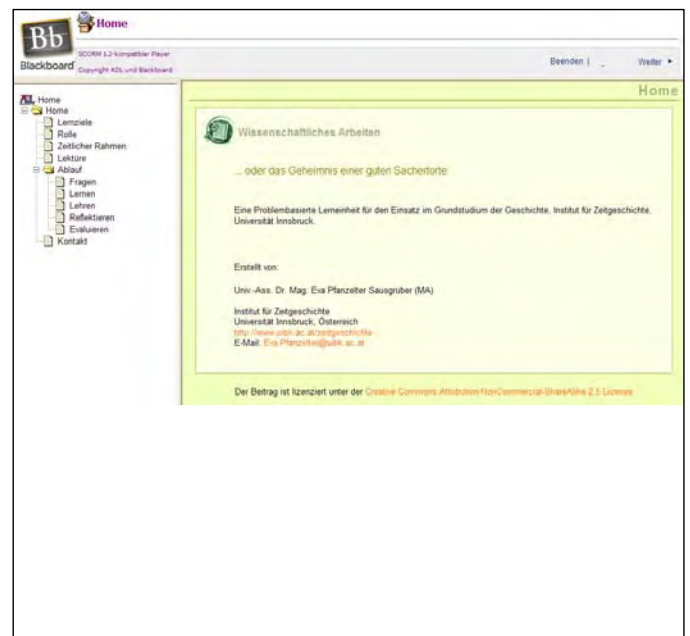 Bb
Blackboard
Home
SCORM 1.2-kompatibler Player
Copyright ADL und Blackboard
Beenden |
Weiter ►
Home
Home
Lernziele
Rolle
Zeitlicher Rahmen
Lektüre
Ablauf
Fragen
Lernen
Lehren
Reflektieren
Evaluieren
Kontakt
Home
Wissenschaftliches Arbeiten
... oder das Geheimnis einer guten Sachertorte
Eine Problembasierte Lerneinheit für den Einsatz im Grundstudium der Geschichte, Institut für Zeitgeschichte,
Universität Innsbruck.
Erstellt von:
Univ.-Ass. Dr. Mag. Eva Pfanzelter Sausgruber (MA)
Institut für Zeitgeschichte
Universität Innsbruck, Österreich
http://www.uibk.ac.at/zeitgeschichte
E-Mail: Eva.Pfanzelter@uibk.ac.at
Der Beitrag ist lizenziert unter der Creative Commons Attribution-NonCommercial-ShareAlike 2.5 License